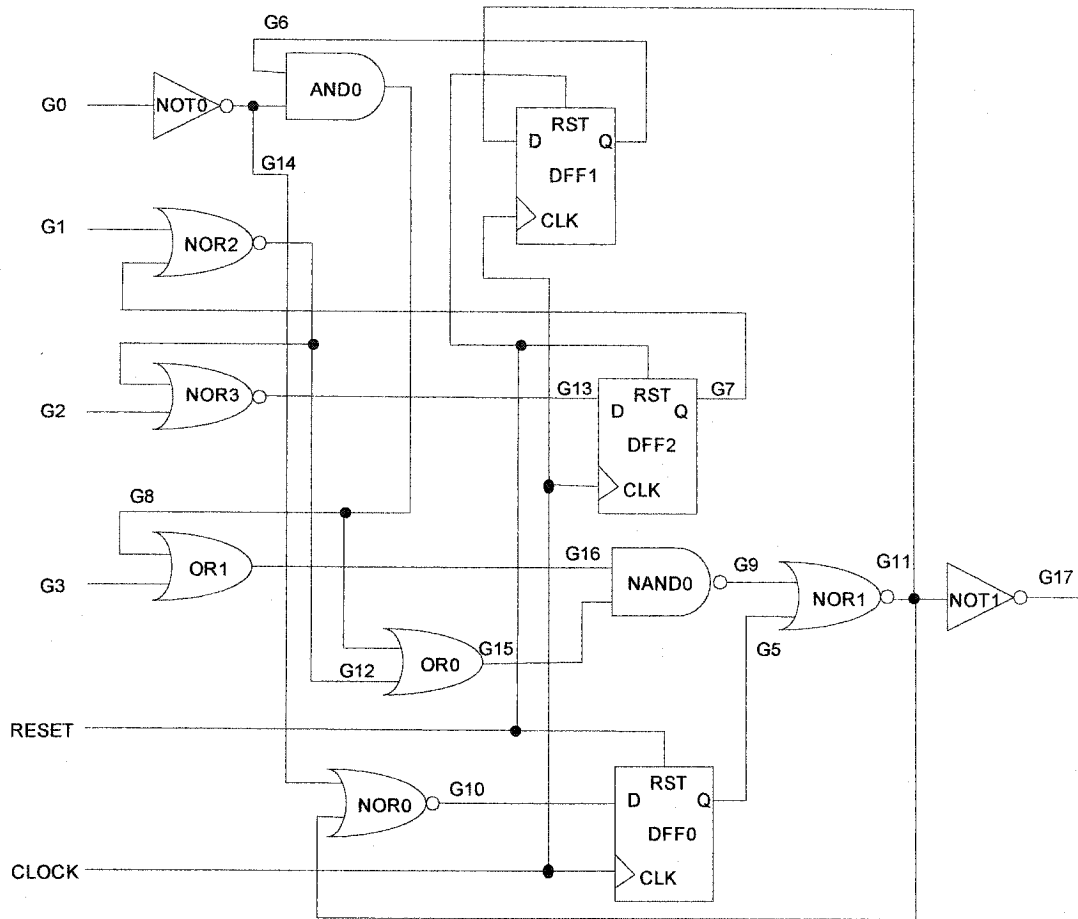 G6
G0
NOT0
AND0
G14
RST
D
Q
DFF1
CLK
G1
NOR2
G2
NOR3
G13
RST
G7
D
Q
DFF2
CLK
G8
G3
OR1
G16
NAND0
G9
NOR1
G11
NOT1
G17
G12
OR0
G15
G5
RESET
NOR0
G10
RST
D
Q
DFF0
CLK
CLOCK